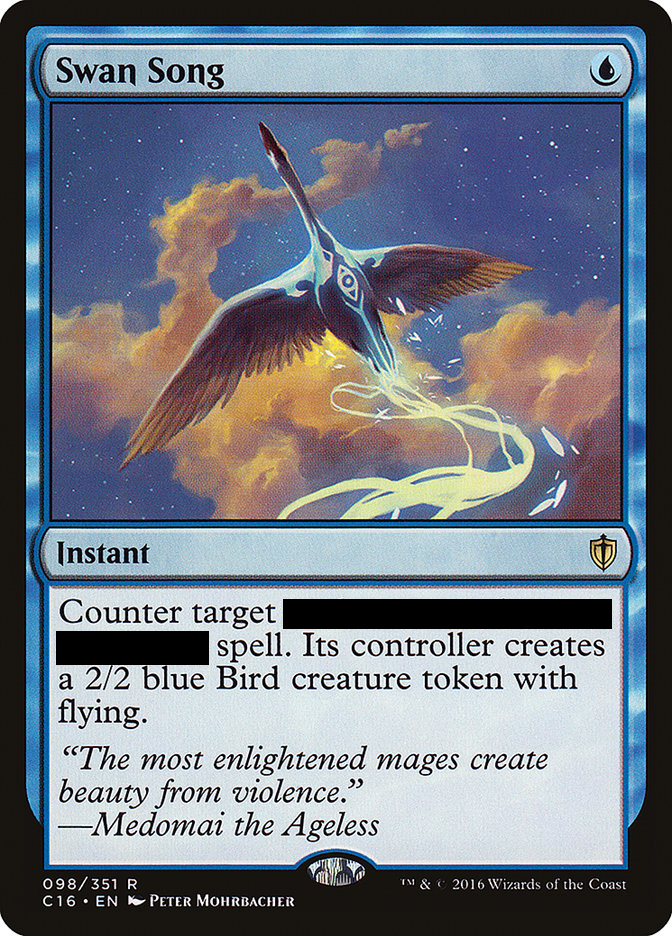 Swan Song
Instant
Counter target
spell. Its controller creates
a 2/2 blue Bird creature token with
flying.
“The most enlightened mages create
beauty from violence.”
—Medomai the Ageless
098/351 R
™ & © 2016 Wizards of the Coast
C16 • EN Peter Mohrbacher